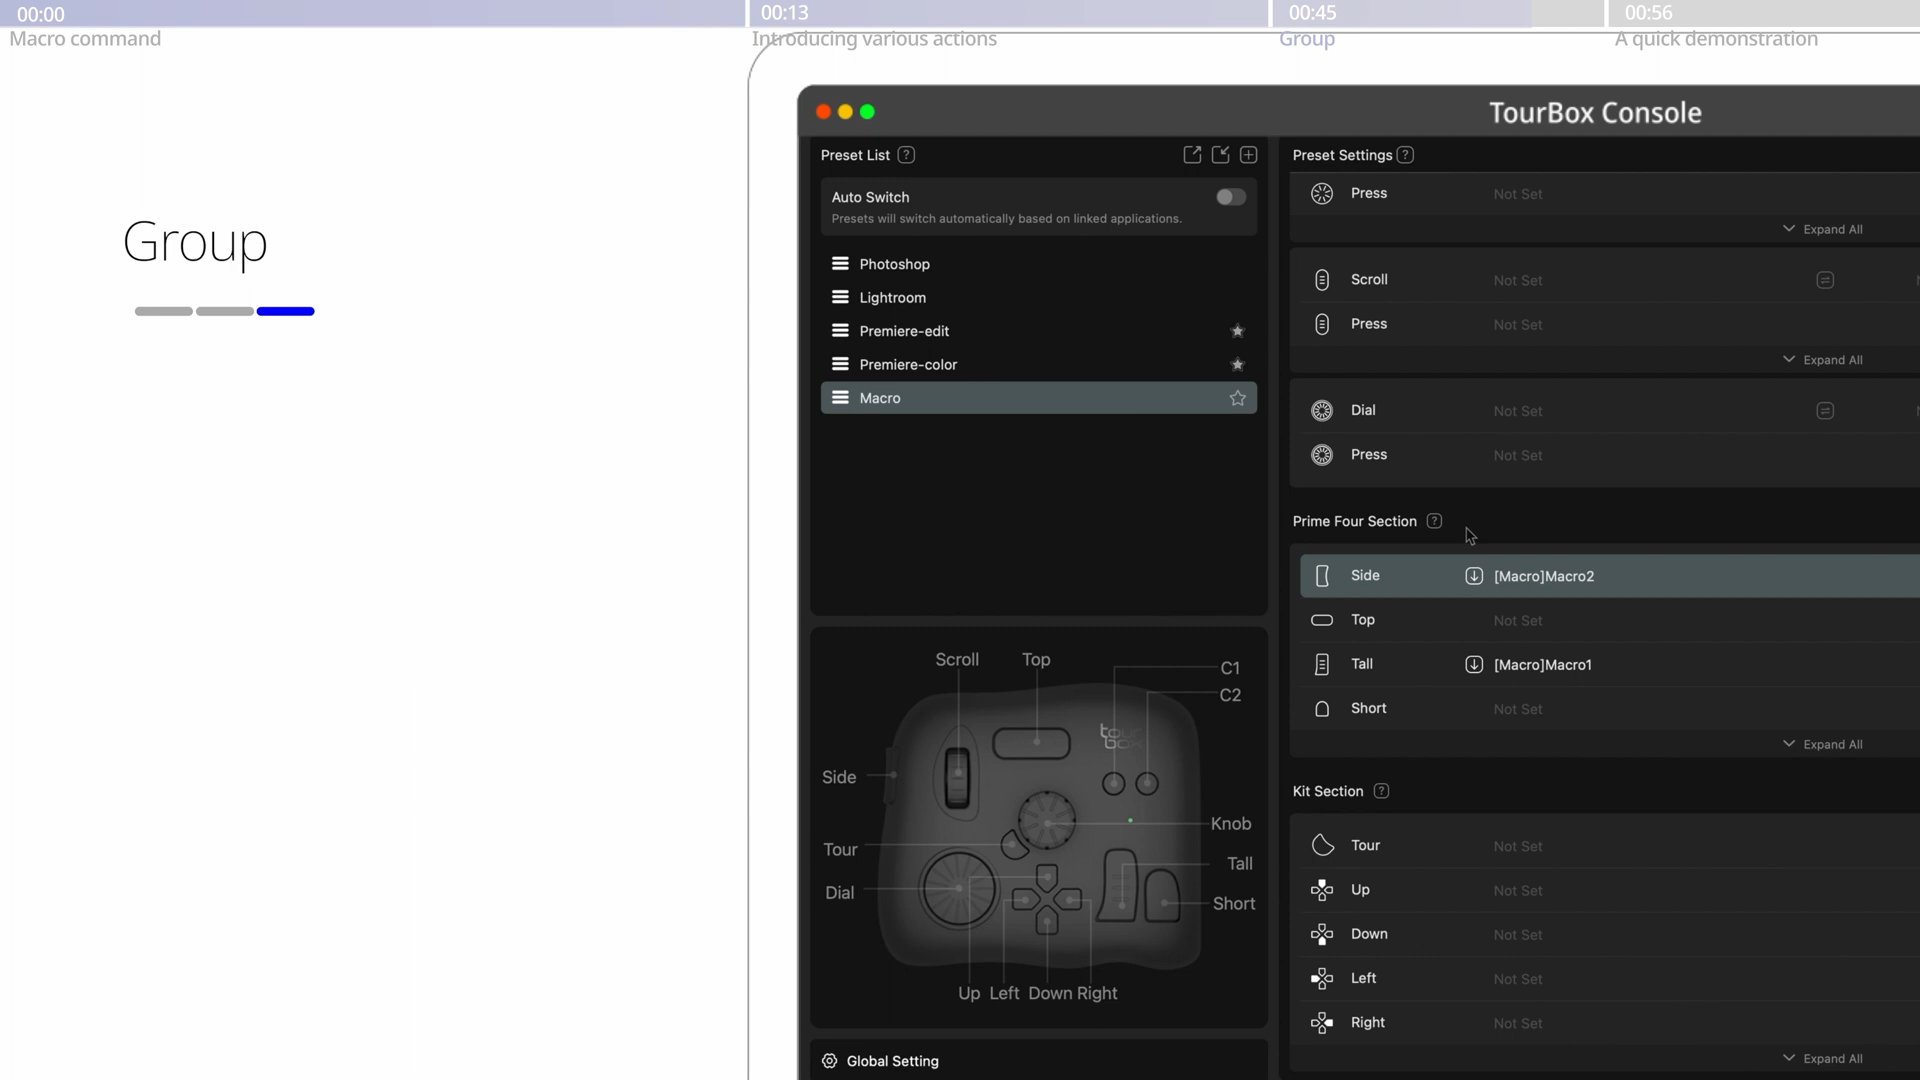 00:00
00:13
00:45
00:56
Macro command
Introducing various actions
Group
A quick demonstration
Group
TourBox Console
Preset List ?
Auto Switch
Presets will switch automatically based on linked applications.
Photoshop
Lightroom
Premiere-edit
Premiere-color
Macro
Scroll
Top
C1
C2
Side
Knob
Tour
Tall
Dial
Short
Up Left Down Right
tour
box
Global Setting
Preset Settings ?
Press Not Set
Expand All
Scroll Not Set
Press Not Set
Expand All
Dial Not Set
Press Not Set
Prime Four Section ?
Side [Macro]Macro2
Top Not Set
Tall [Macro]Macro1
Short Not Set
Expand All
Kit Section ?
Tour Not Set
Up Not Set
Down Not Set
Left Not Set
Right Not Set
Expand All